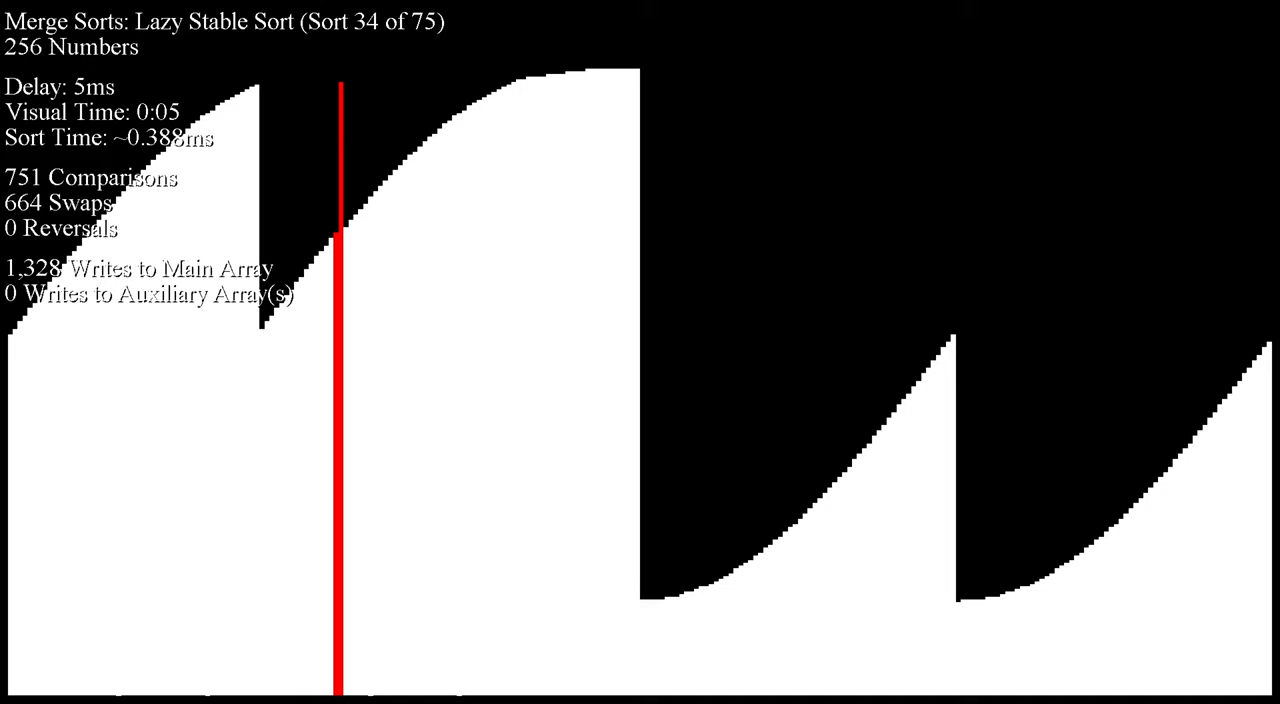 Merge Sorts: Lazy Stable Sort (Sort 34 of 75)
256 Numbers
Delay: 5ms
Visual Time: 0:05
Sort Time: ~0.388ms
751 Comparisons
664 Swaps
0 Reversals
1,328 Writes to Main Array
0 Writes to Auxiliary Array(s)